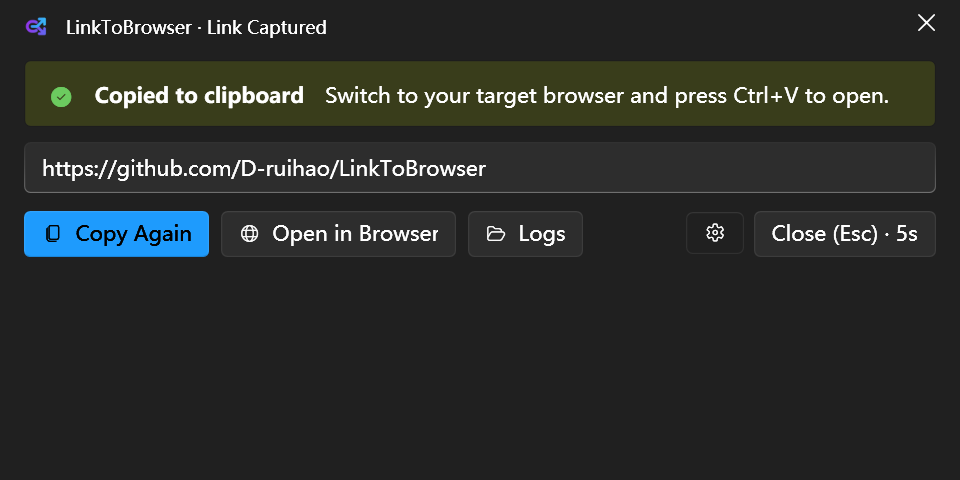 LinkToBrowser · Link Captured
Copied to clipboard Switch to your target browser and press Ctrl+V to open.
https://github.com/D-ruihao/LinkToBrowser
Copy Again Open in Browser Logs Close (Esc) · 5s